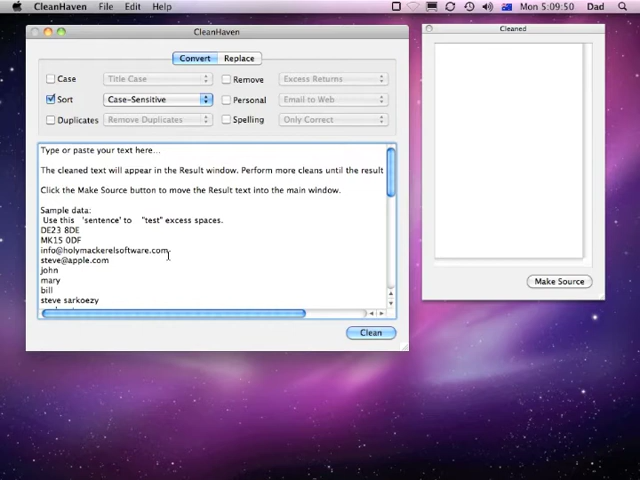 CleanHaven File Edit Help Mon 5:09:50 Dad
CleanHaven
Cleaned
Convert Replace
Case Title Case Remove Excess Returns
Sort Case-Sensitive Personal Email to Web
Duplicates Remove Duplicates Spelling Only Correct
Type or paste your text here...
The cleaned text will appear in the Result window. Perform more cleans until the result
Click the Make Source button to move the Result text into the main window.
Sample data:
Use this 'sentence' to "test" excess spaces.
DE23 8DE
MK15 0DF
info@holymackerelsoftware.com
steve@apple.com
john
mary
bill
steve sarkoezy
Make Source
Clean